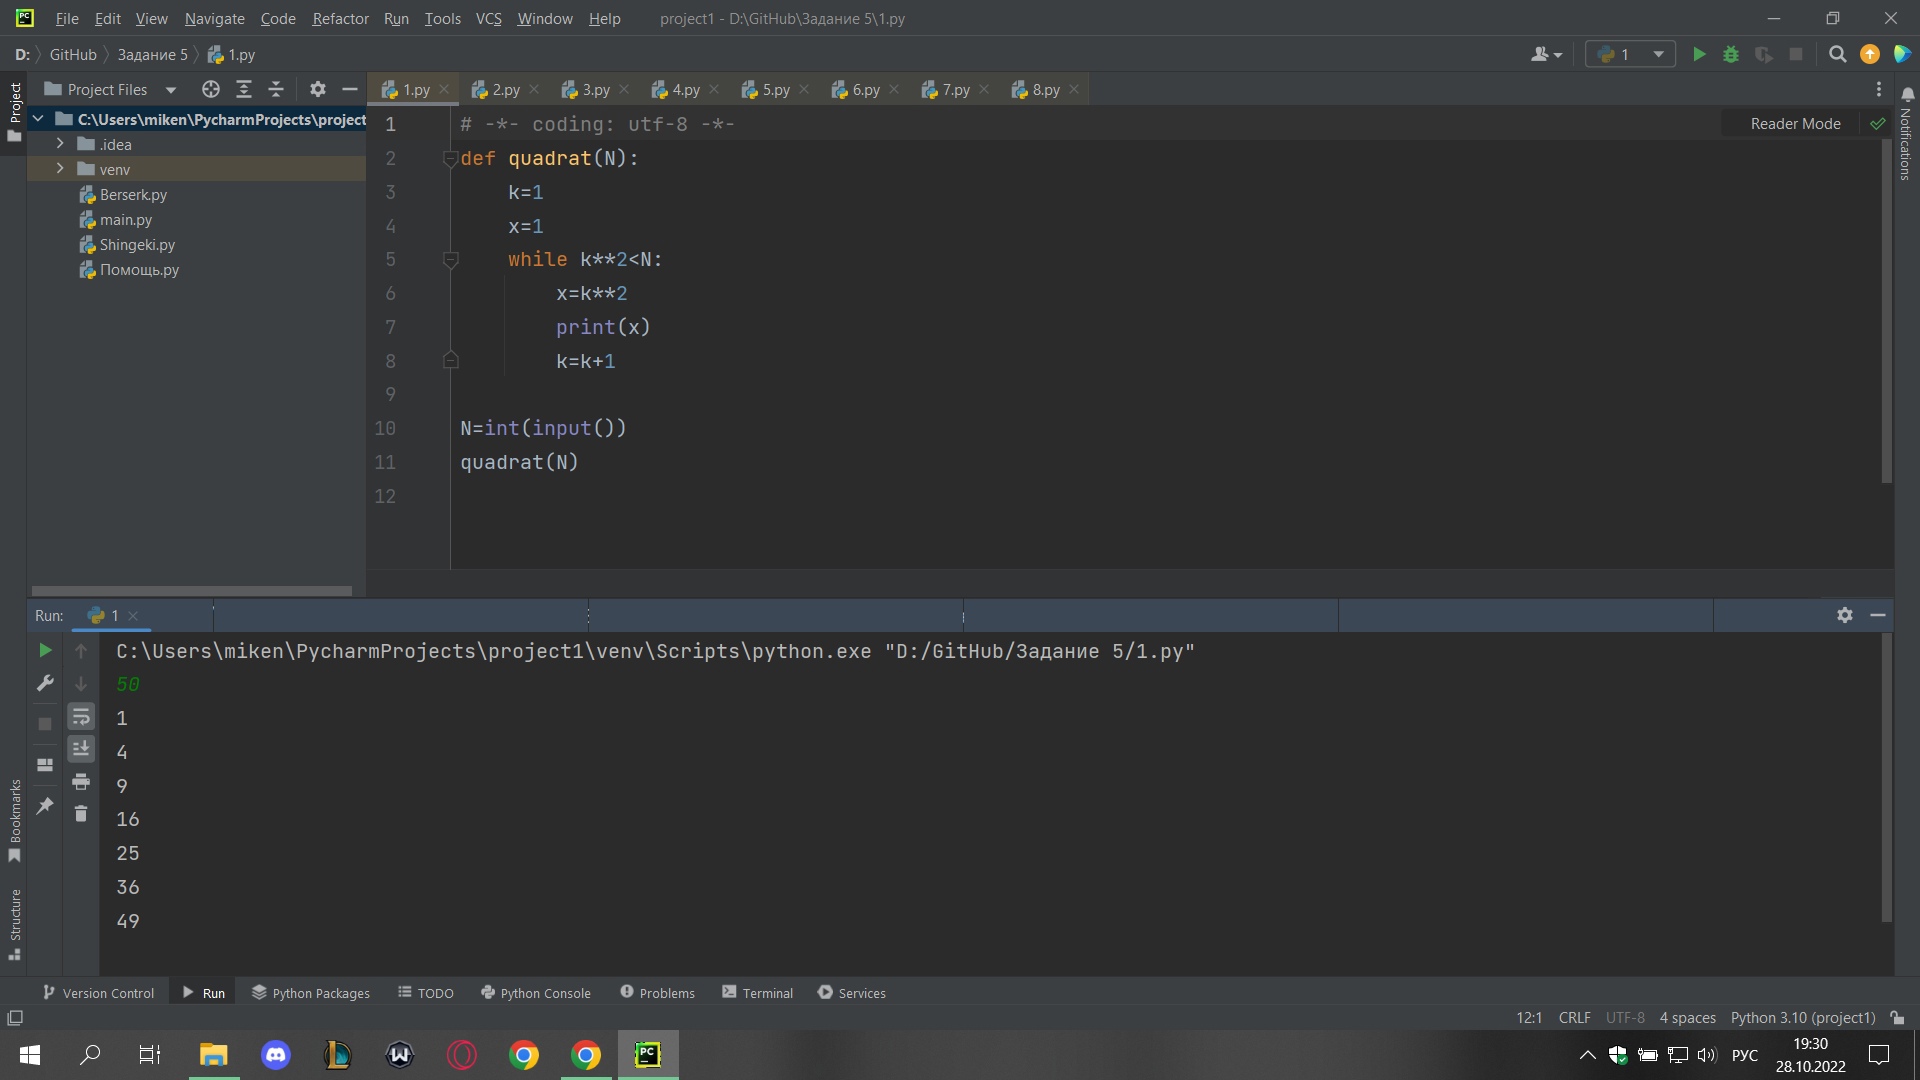 File Edit View Navigate Code Refactor Run Tools VCS Window Help project1 - D:\GitHub\Задание 5\1.py
D: GitHub Задание 5 1.py
1
Project
Project Files
1.py 2.py 3.py 4.py 5.py 6.py 7.py 8.py
C:\Users\miken\PycharmProjects\project
.idea
venv
Berserk.py
main.py
Shingeki.py
Помощь.py
Reader Mode
Notifications
1 # -*- coding: utf-8 -*-
2 def quadrat(N):
3     k=1
4     x=1
5     while k**2<N:
6         x=k**2
7         print(x)
8         k=k+1
9
10 N=int(input())
11 quadrat(N)
12
Run: 1
C:\Users\miken\PycharmProjects\project1\venv\Scripts\python.exe "D:/GitHub/Задание 5/1.py"
50
1
4
9
16
25
36
49
Bookmarks
Structure
Version Control Run Python Packages TODO Python Console Problems Terminal Services
12:1 CRLF UTF-8 4 spaces Python 3.10 (project1)
РУС
19:30
28.10.2022